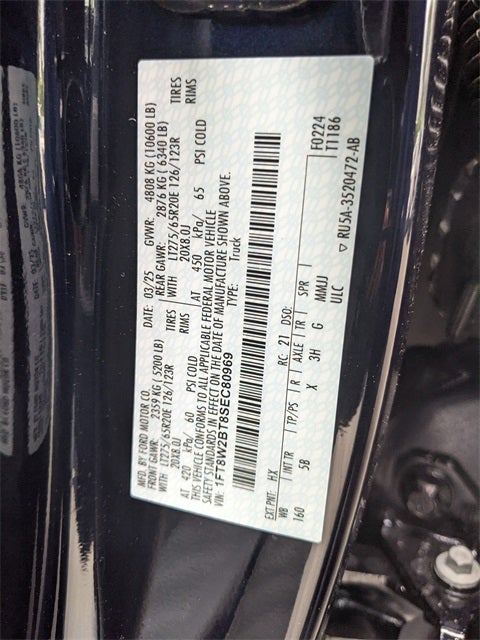 MFD. BY FORD MOTOR CO.
DATE: 03/25 GVWR: 4808 KG (10600 LB)
FRONT GAWR: 2359 KG (5200 LB) REAR GAWR: 2876 KG (6340 LB)
WITH LT275/65R20E 126/123R TIRES WITH LT275/65R20E 126/123R TIRES
20X8.0J 20X8.0J RIMS
AT 420 kPa/ 60 PSI COLD AT 450 kPa/ 65 PSI COLD
THIS VEHICLE CONFORMS TO ALL APPLICABLE FEDERAL MOTOR VEHICLE
SAFETY STANDARDS IN EFFECT ON THE DATE OF MANUFACTURE SHOWN ABOVE.
VIN: 1FT8W2BT8SEC80969 TYPE: Truck
EXT PNT: HX RC: 21 DSO: F0224
WB INT TR TP/PS R AXLE TR SPR T1186
160 5B X 3H G MMJJ
ULC ▽ RU5A-3520472-AB